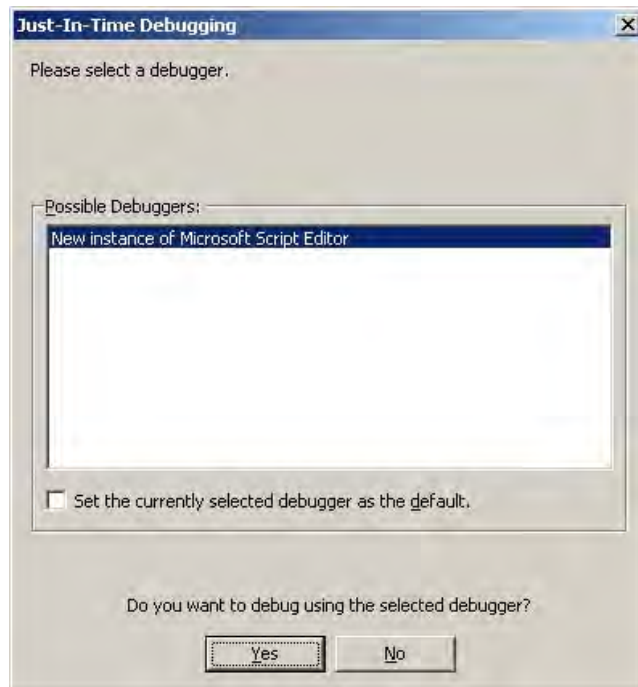 Just-In-Time Debugging
Please select a debugger.
Possible Debuggers:
New instance of Microsoft Script Editor
Set the currently selected debugger as the default.
Do you want to debug using the selected debugger?
Yes No